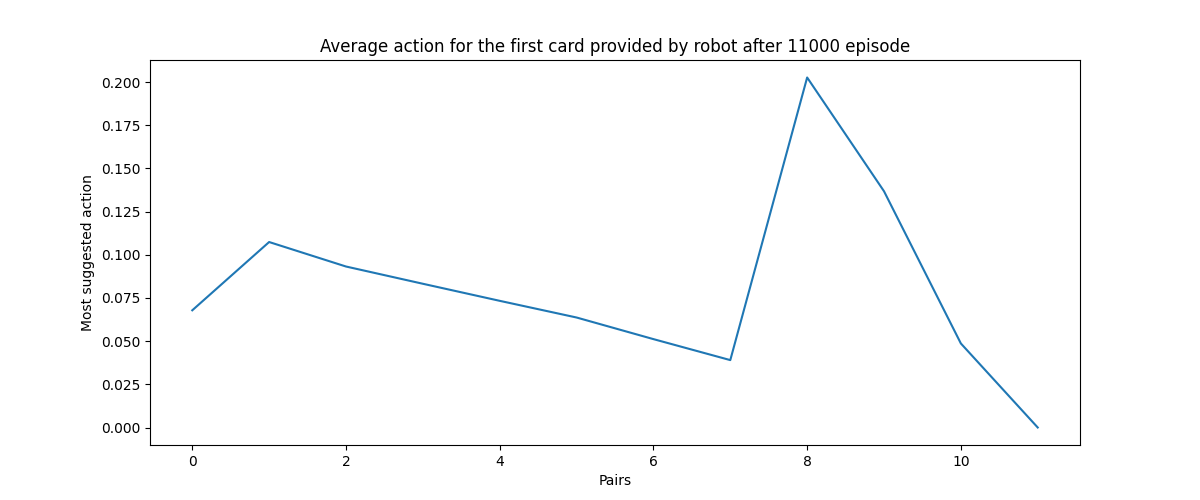 Average action for the first card provided by robot after 11000 episode
0.200
0.175
0.150
0.125
0.100
0.075
0.050
0.025
0.000
Most suggested action
0 2 4 6 8 10
Pairs